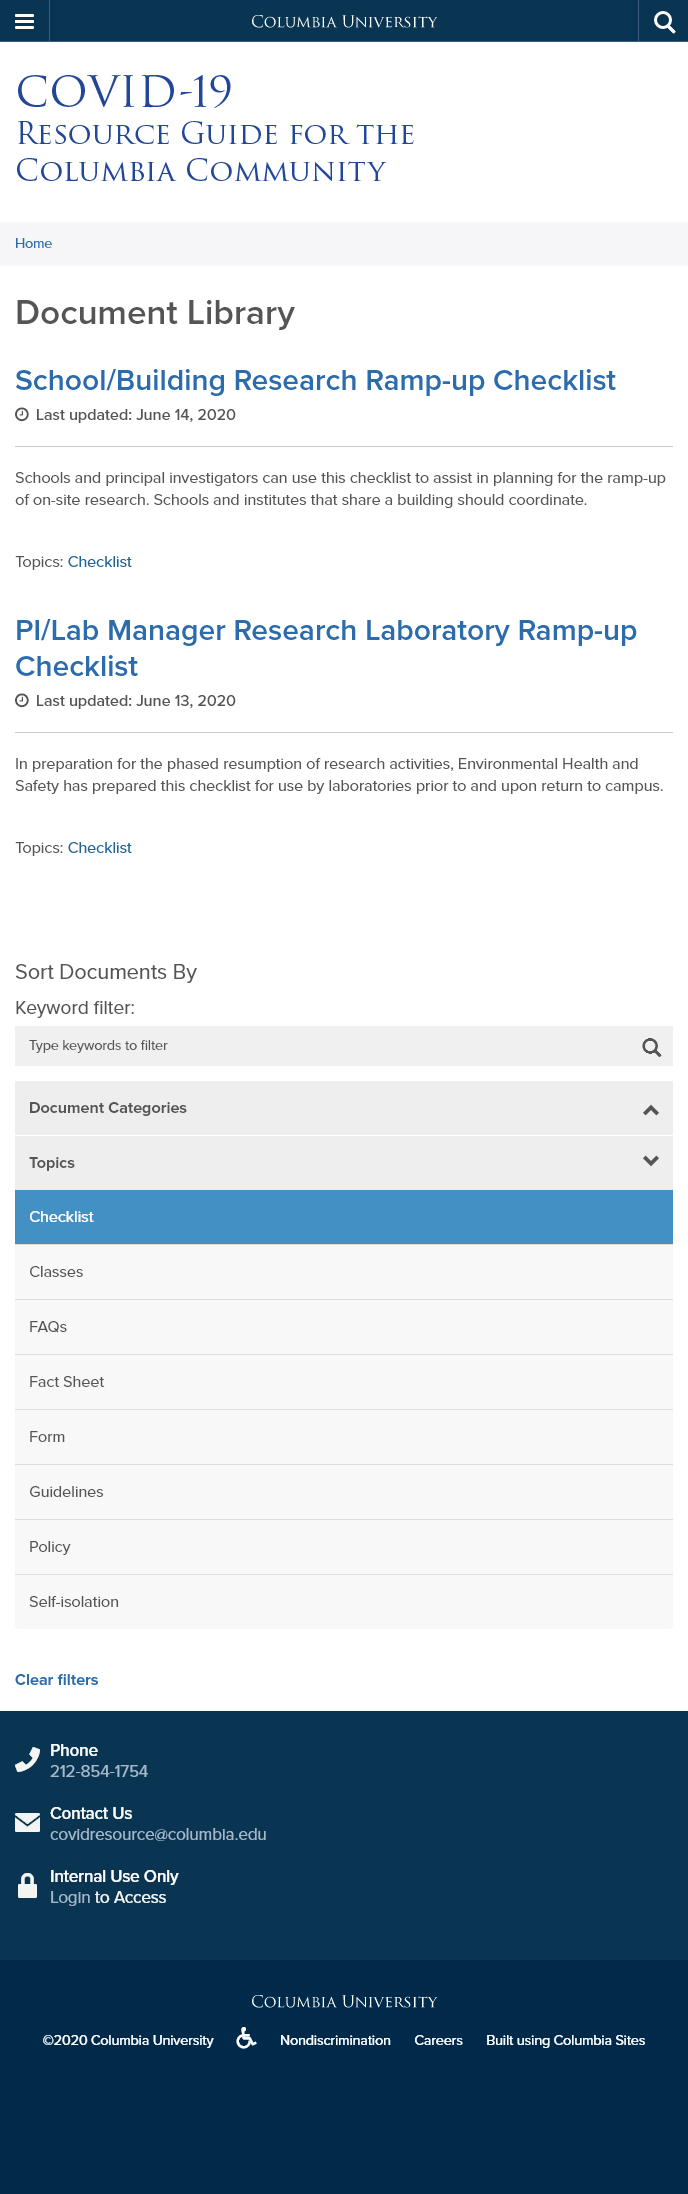 Columbia University
COVID-19
Resource Guide for the
Columbia Community
Home
Document Library
School/Building Research Ramp-up Checklist
Last updated: June 14, 2020
Schools and principal investigators can use this checklist to assist in planning for the ramp-up
of on-site research. Schools and institutes that share a building should coordinate.
Topics: Checklist
PI/Lab Manager Research Laboratory Ramp-up
Checklist
Last updated: June 13, 2020
In preparation for the phased resumption of research activities, Environmental Health and
Safety has prepared this checklist for use by laboratories prior to and upon return to campus.
Topics: Checklist
Sort Documents By
Keyword filter:
Type keywords to filter
Document Categories
Topics
Checklist
Classes
FAQs
Fact Sheet
Form
Guidelines
Policy
Self-isolation
Clear filters
Phone
212-854-1754
Contact Us
covidresource@columbia.edu
Internal Use Only
Login to Access
Columbia University
©2020 Columbia University Nondiscrimination Careers Built using Columbia Sites